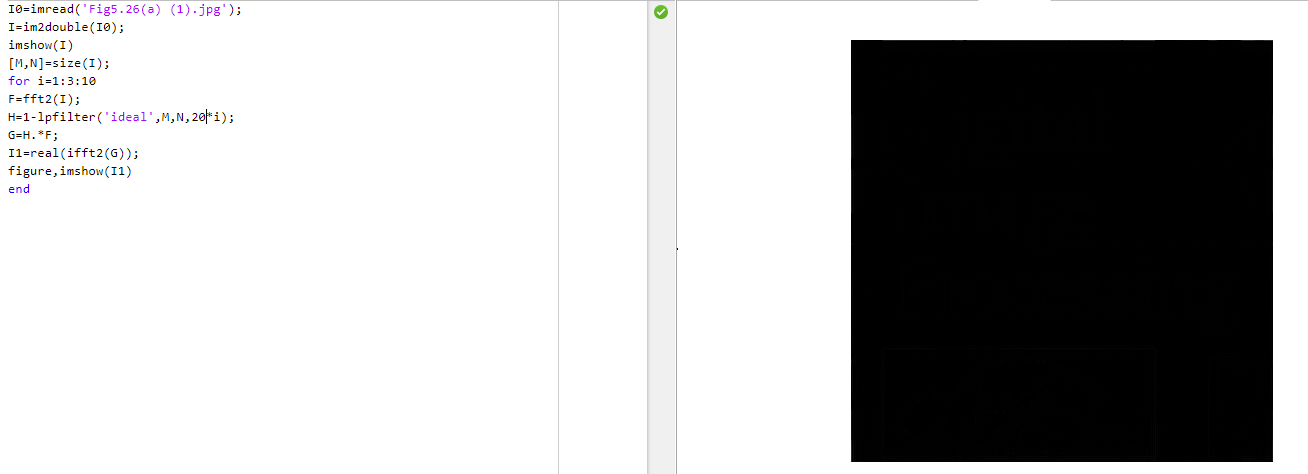 I0=imread('Fig5.26(a) (1).jpg');
I=im2double(I0);
imshow(I)
[M,N]=size(I);
for i=1:3:10
F=fft2(I);
H=1-lpfilter('ideal',M,N,20*i);
G=H.*F;
I1=real(ifft2(G));
figure,imshow(I1)
end